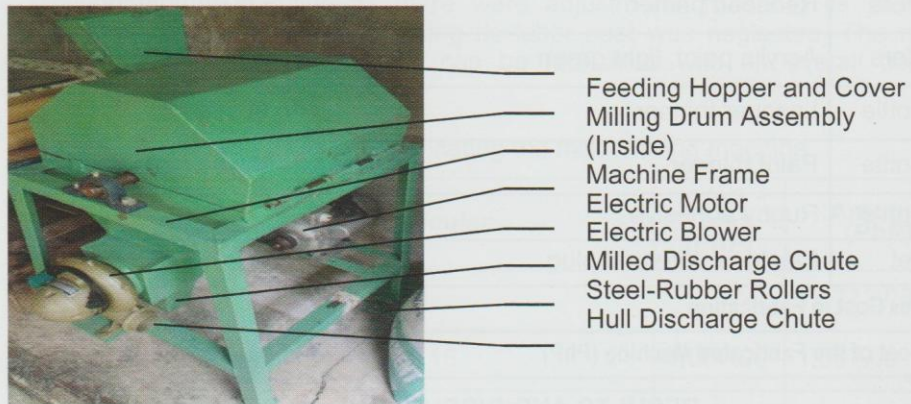 Feeding Hopper and Cover
Milling Drum Assembly
(Inside)
Machine Frame
Electric Motor
Electric Blower
Milled Discharge Chute
Steel-Rubber Rollers
Hull Discharge Chute